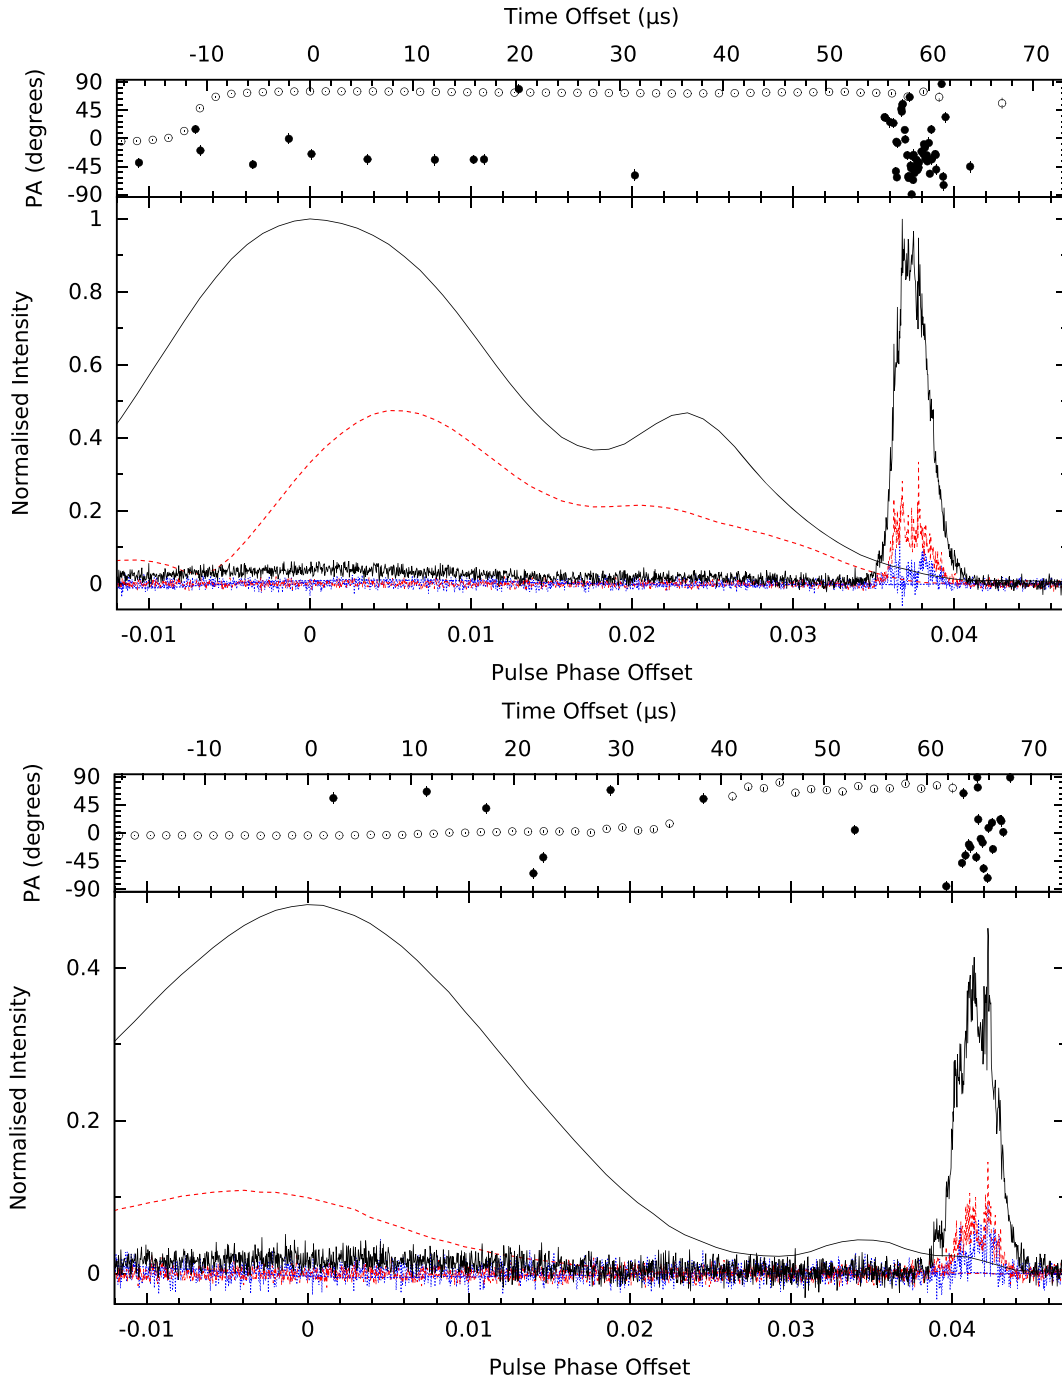 Time Offset (μs)
-10 0 10 20 30 40 50 60 70
PA (degrees)
90
45
0
-45
-90
Normalised Intensity
1
0.8
0.6
0.4
0.2
0
-0.01 0 0.01 0.02 0.03 0.04
Pulse Phase Offset
Time Offset (μs)
-10 0 10 20 30 40 50 60 70
PA (degrees)
90
45
0
-45
-90
Normalised Intensity
0.4
0.2
0
-0.01 0 0.01 0.02 0.03 0.04
Pulse Phase Offset